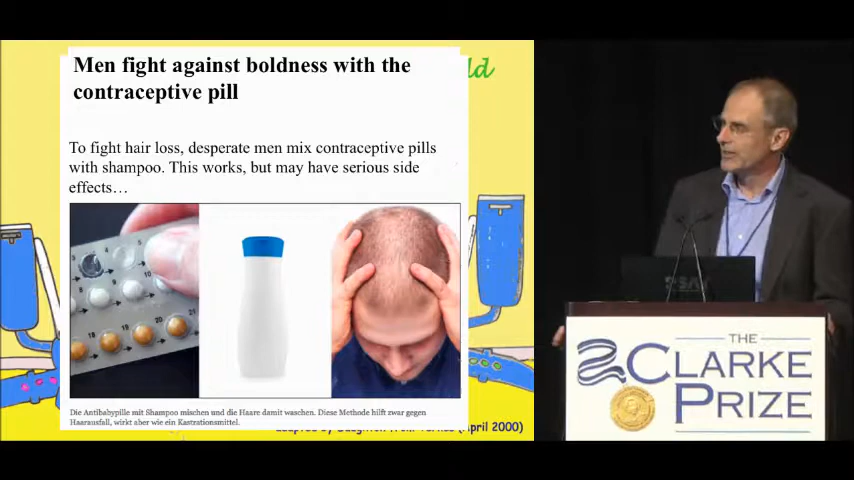 Men fight against boldness with the
contraceptive pill
To fight hair loss, desperate men mix contraceptive pills
with shampoo. This works, but may have serious side
effects…
Die Antibabypille mit Shampoo mischen und die Haare damit waschen. Diese Methode hilft zwar gegen
Haarausfall, wirkt aber wie ein Kastrationsmittel.
(April 2000)
THE
CLARKE
PRIZE